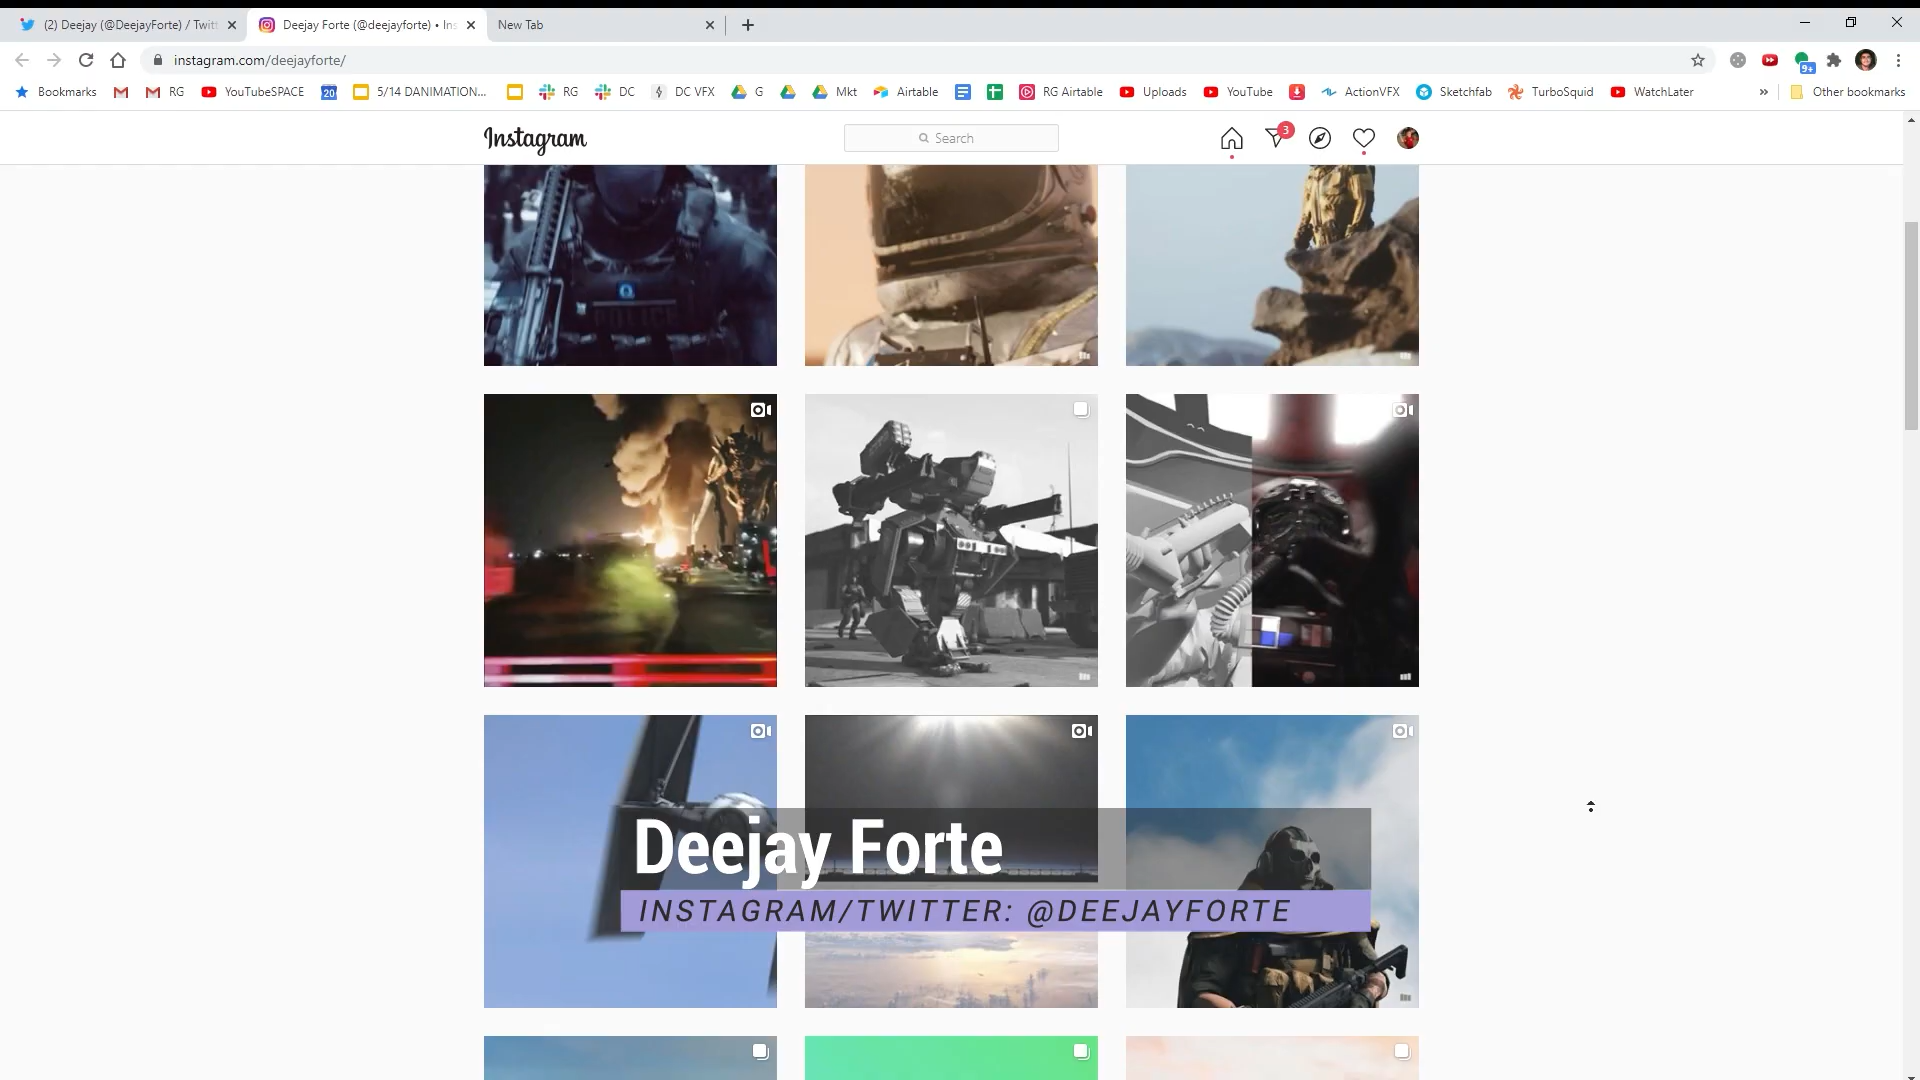 (2) Deejay (@DeejayForte) / Twitt
Deejay Forte (@deejayforte) • Ins
New Tab
instagram.com/deejayforte/
9+
Bookmarks
RG
YouTubeSPACE
20
5/14 DANIMATION...
RG
DC
DC VFX
G
Mkt
Airtable
RG Airtable
Uploads
YouTube
ActionVFX
Sketchfab
TurboSquid
WatchLater
»
Other bookmarks
Instagram
Search
3
POLICE
Deejay Forte
INSTAGRAM/TWITTER: @DEEJAYFORTE